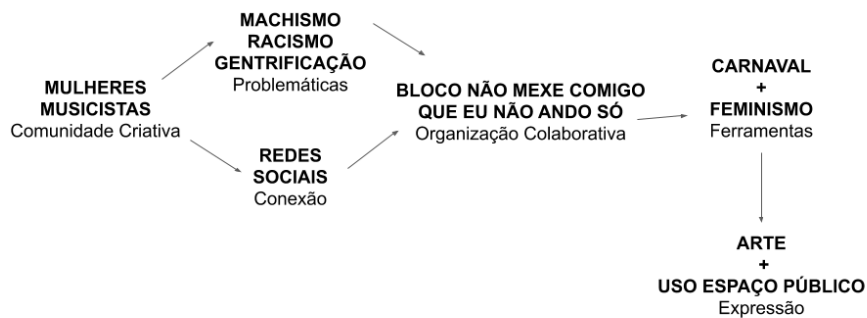 MULHERES
MUSICISTAS
Comunidade Criativa
MACHISMO
RACISMO
GENTRIFICAÇÃO
Problemáticas
REDES
SOCIAIS
Conexão
BLOCO NÃO MEXE COMIGO
QUE EU NÃO ANDO SÓ
Organização Colaborativa
CARNAVAL
+
FEMINISMO
Ferramentas
ARTE
+
USO ESPAÇO PÚBLICO
Expressão